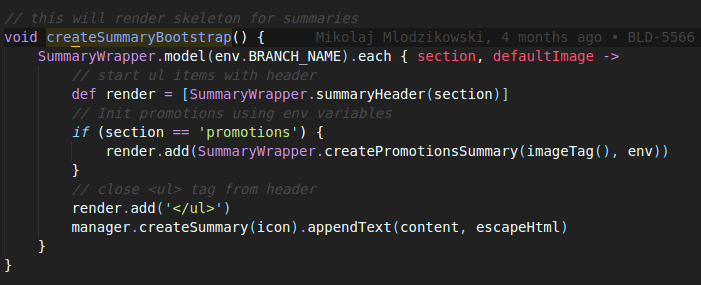 // this will render skeleton for summaries
void createSummaryBootstrap() {      Mikolaj Mlodzikowski, 4 months ago • BLD-5566
    SummaryWrapper.model(env.BRANCH_NAME).each { section, defaultImage ->
        // start ul items with header
        def render = [SummaryWrapper.summaryHeader(section)]
        // Init promotions using env variables
        if (section == 'promotions') {
            render.add(SummaryWrapper.createPromotionsSummary(imageTag(), env))
        }
        // close <ul> tag from header
        render.add('</ul>')
        manager.createSummary(icon).appendText(content, escapeHtml)
    }
}